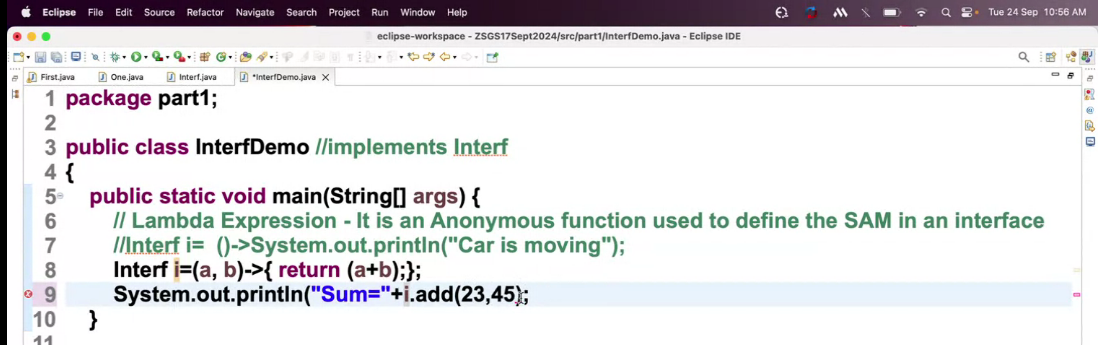 Eclipse File Edit Source Refactor Navigate Search Project Run Window Help Tue 24 Sep 10:56 AM
eclipse-workspace - ZSGS17Sept2024/src/part1/InterfDemo.java - Eclipse IDE
First.java One.java Interf.java *InterfDemo.java
1 package part1;
2
3 public class InterfDemo //implements Interf
4 {
5 public static void main(String[] args) {
6 // Lambda Expression - It is an Anonymous function used to define the SAM in an interface
7 //Interf i= ()->System.out.println("Car is moving");
8 Interf i=(a, b)->{ return (a+b);};
9 System.out.println("Sum="+i.add(23,45);
10 }
11